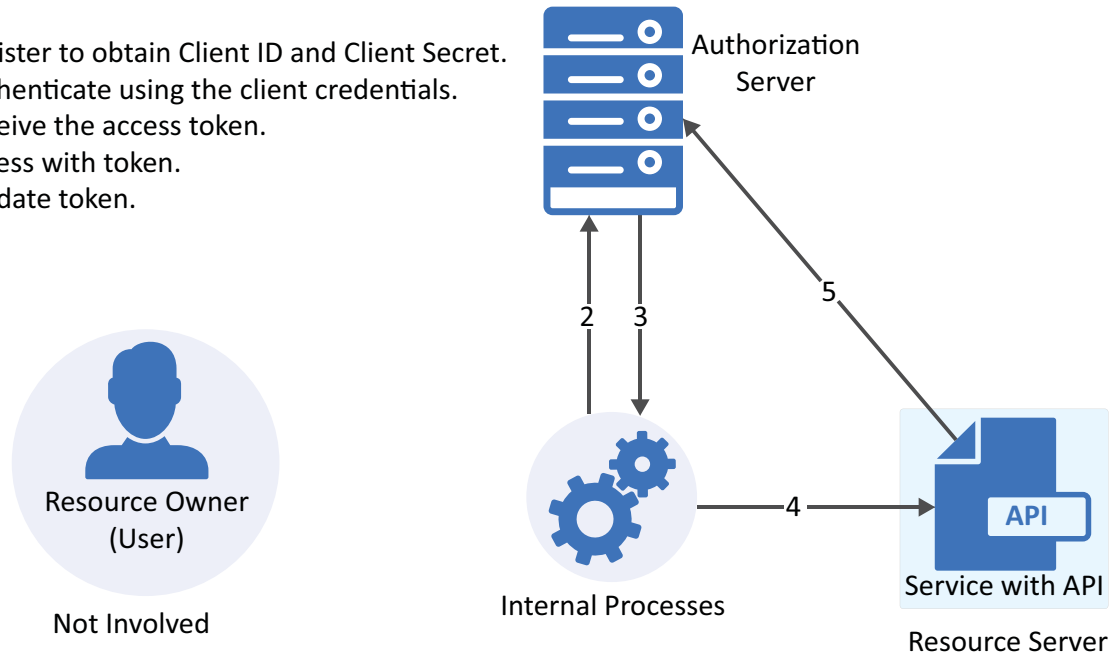 ister to obtain Client ID and Client Secret.
henticate using the client credentials.
eive the access token.
ess with token.
date token.
Authorization
Server
2
3
5
4
Resource Owner
(User)
Not Involved
Internal Processes
API
Service with API
Resource Server